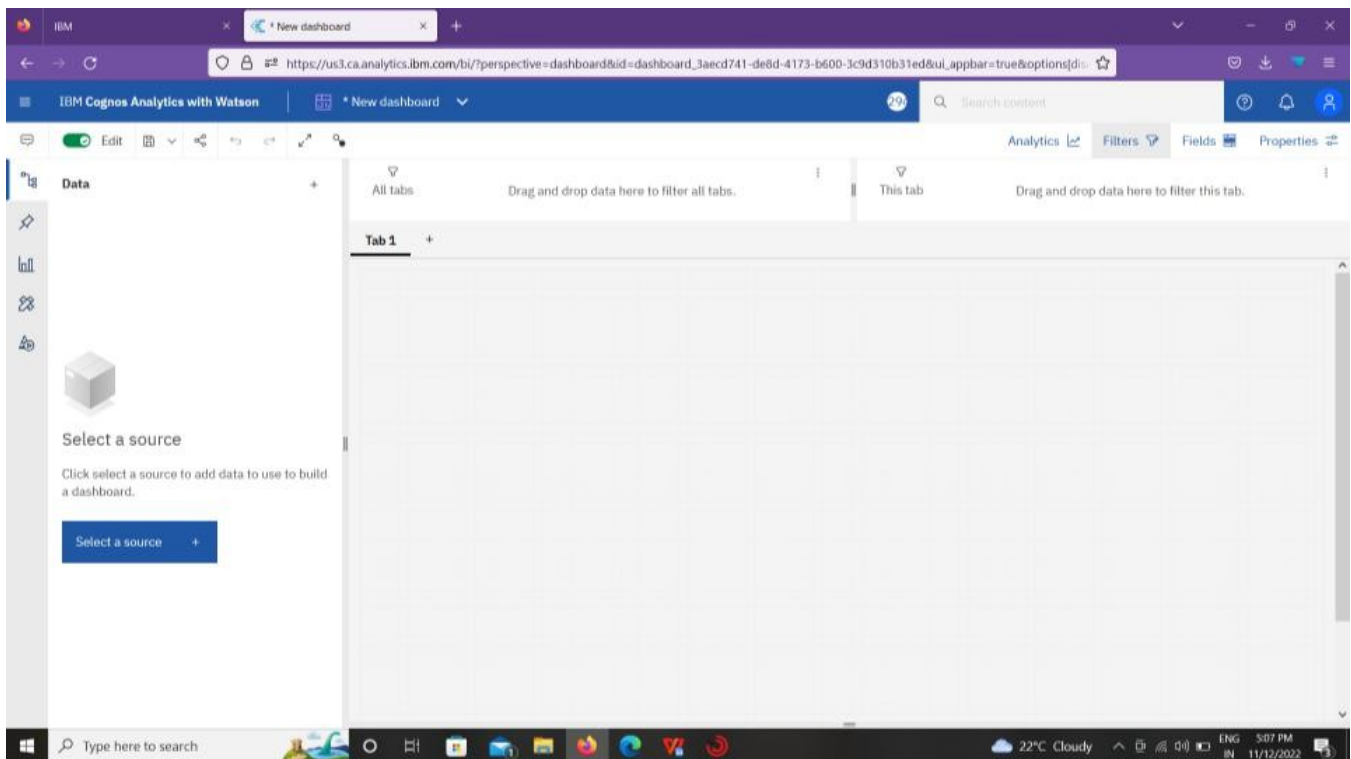 IBM
* New dashboard
https://us3.ca.analytics.ibm.com/bi/?perspective=dashboard&id=dashboard_3aecd741-de8d-4173-b600-3c9d310b31ed&ui_appbar=true&options[dis
IBM Cognos Analytics with Watson
* New dashboard
29
Search content
Edit
Analytics
Filters
Fields
Properties
Data
All tabs
Drag and drop data here to filter all tabs.
This tab
Drag and drop data here to filter this tab.
Tab 1
Select a source
Click select a source to add data to use to build
a dashboard.
Select a source
Type here to search
22°C Cloudy
ENG
IN
5:07 PM
11/12/2022
3